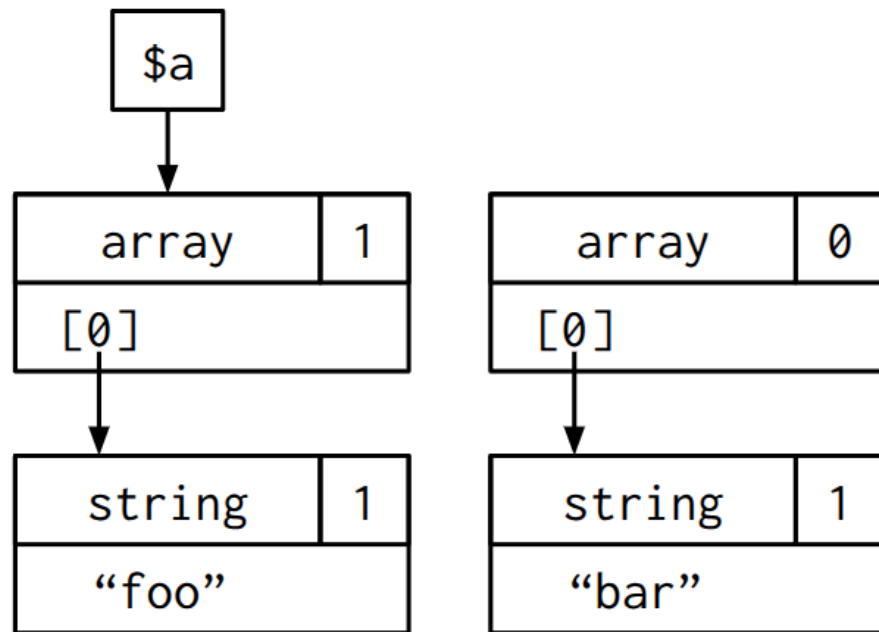 $a
array 1 array 0
[0] [0]
string 1 string 1
“foo” “bar”